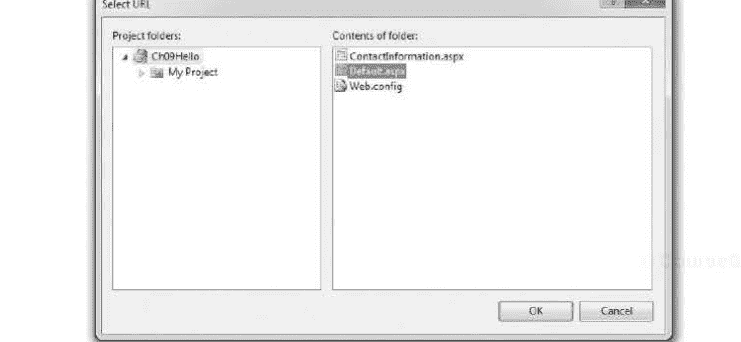 Select URL
Project folders:
Contents of folder:
Ch09Hello
My Project
ContactInformation.aspx
Default.aspx
Web.config
OK
Cancel